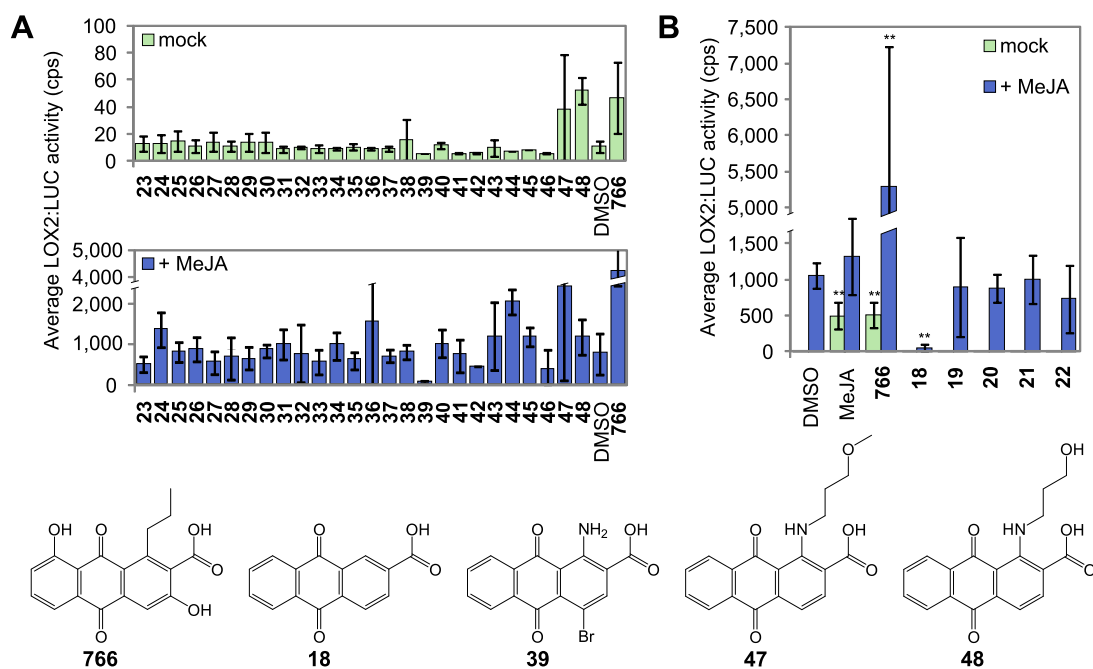 A
Average LOX2:LUC activity (cps)
100
80
60
40
20
0
mock
23 24 25 26 27 28 29 30 31 32 33 34 35 36 37 38 39 40 41 42 43 44 45 46 47 48 DMSO 766
5,000
4,000
2,000
1,000
0
+ MeJA
23 24 25 26 27 28 29 30 31 32 33 34 35 36 37 38 39 40 41 42 43 44 45 46 47 48 DMSO 766
B
Average LOX2:LUC activity (cps)
7,500
7,000
6,500
6,000
5,500
5,000
1,500
1,000
500
0
mock
+ MeJA
**
** **
**
DMSO MeJA 766 18 19 20 21 22
OH O OH
O
OH
O
766
O OH
O
O
18
O NH2 OH
O
O Br
39
O
O HN OH
O
O
47
OH
O HN OH
O
O
48